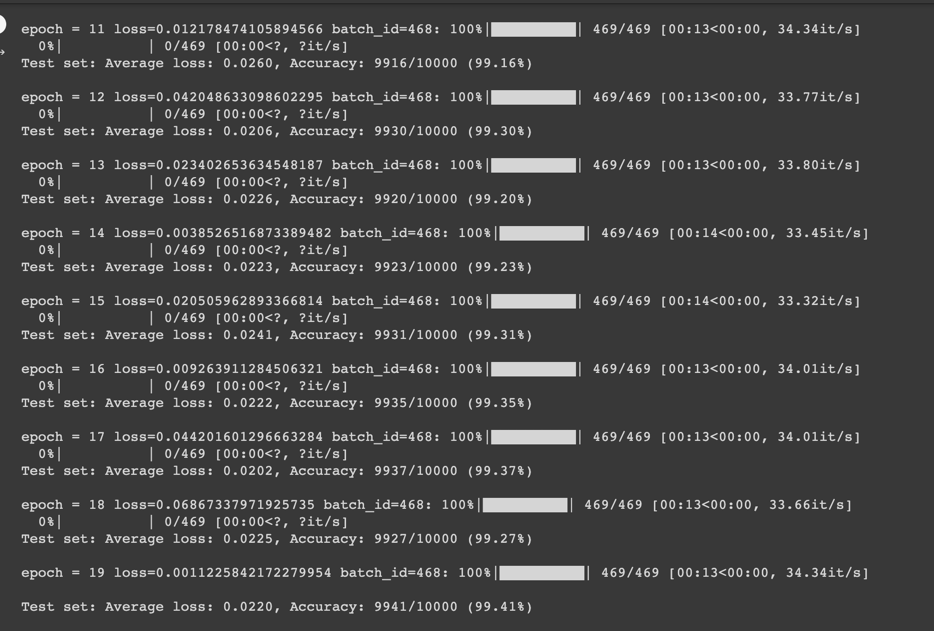 epoch = 11 loss=0.012178474105894566 batch_id=468: 100%|██████████| 469/469 [00:13<00:00, 34.34it/s]
0%|          | 0/469 [00:00<?, ?it/s]
Test set: Average loss: 0.0260, Accuracy: 9916/10000 (99.16%)
epoch = 12 loss=0.042048633098602295 batch_id=468: 100%|██████████| 469/469 [00:13<00:00, 33.77it/s]
0%|          | 0/469 [00:00<?, ?it/s]
Test set: Average loss: 0.0206, Accuracy: 9930/10000 (99.30%)
epoch = 13 loss=0.023402653634548187 batch_id=468: 100%|██████████| 469/469 [00:13<00:00, 33.80it/s]
0%|          | 0/469 [00:00<?, ?it/s]
Test set: Average loss: 0.0226, Accuracy: 9920/10000 (99.20%)
epoch = 14 loss=0.0038526516873389482 batch_id=468: 100%|██████████| 469/469 [00:14<00:00, 33.45it/s]
0%|          | 0/469 [00:00<?, ?it/s]
Test set: Average loss: 0.0223, Accuracy: 9923/10000 (99.23%)
epoch = 15 loss=0.020505962893366814 batch_id=468: 100%|██████████| 469/469 [00:14<00:00, 33.32it/s]
0%|          | 0/469 [00:00<?, ?it/s]
Test set: Average loss: 0.0241, Accuracy: 9931/10000 (99.31%)
epoch = 16 loss=0.009263911284506321 batch_id=468: 100%|██████████| 469/469 [00:13<00:00, 34.01it/s]
0%|          | 0/469 [00:00<?, ?it/s]
Test set: Average loss: 0.0222, Accuracy: 9935/10000 (99.35%)
epoch = 17 loss=0.044201601296663284 batch_id=468: 100%|██████████| 469/469 [00:13<00:00, 34.01it/s]
0%|          | 0/469 [00:00<?, ?it/s]
Test set: Average loss: 0.0202, Accuracy: 9937/10000 (99.37%)
epoch = 18 loss=0.06867337971925735 batch_id=468: 100%|██████████| 469/469 [00:13<00:00, 33.66it/s]
0%|          | 0/469 [00:00<?, ?it/s]
Test set: Average loss: 0.0225, Accuracy: 9927/10000 (99.27%)
epoch = 19 loss=0.0011225842172279954 batch_id=468: 100%|██████████| 469/469 [00:13<00:00, 34.34it/s]
Test set: Average loss: 0.0220, Accuracy: 9941/10000 (99.41%)